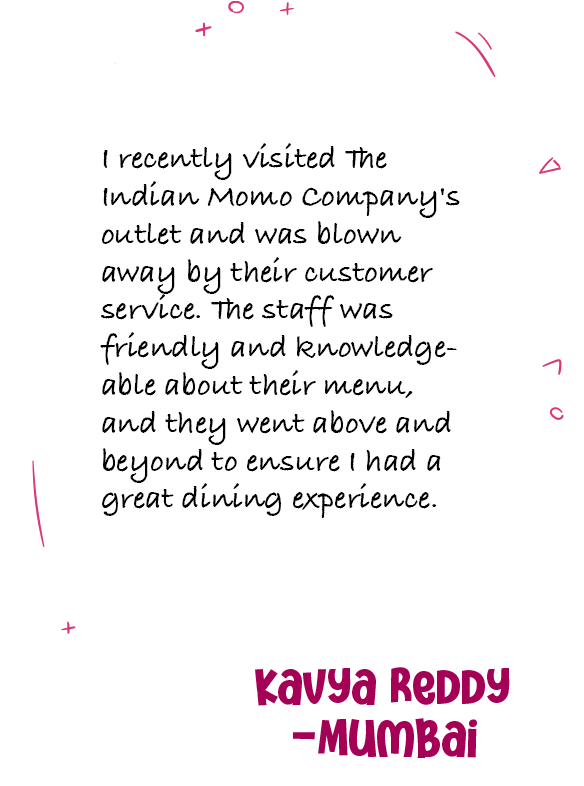 I recently visited The
Indian Momo Company's
outlet and was blown
away by their customer
service. The staff was
friendly and knowledge-
able about their menu,
and they went above and
beyond to ensure I had a
great dining experience.
Kavya Reddy
-Mumbai